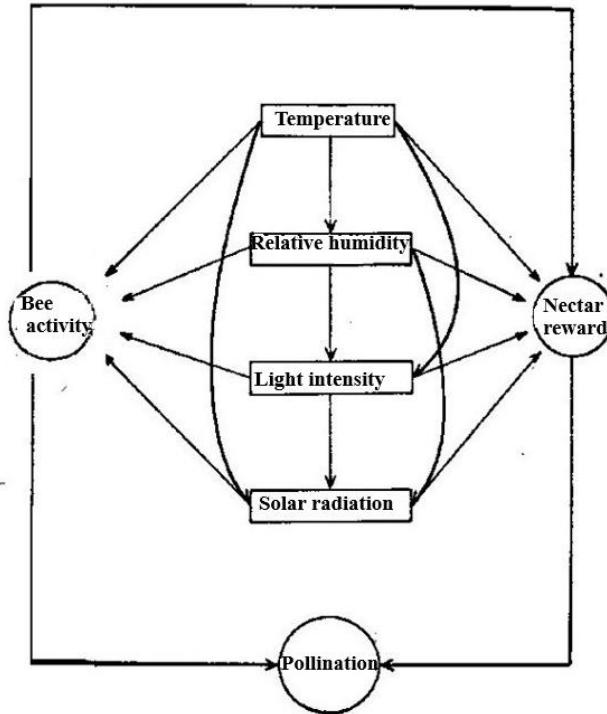 Temperature
Relative humidity
Bee
activity
Nectar
reward
Light intensity
Solar radiation
Pollination